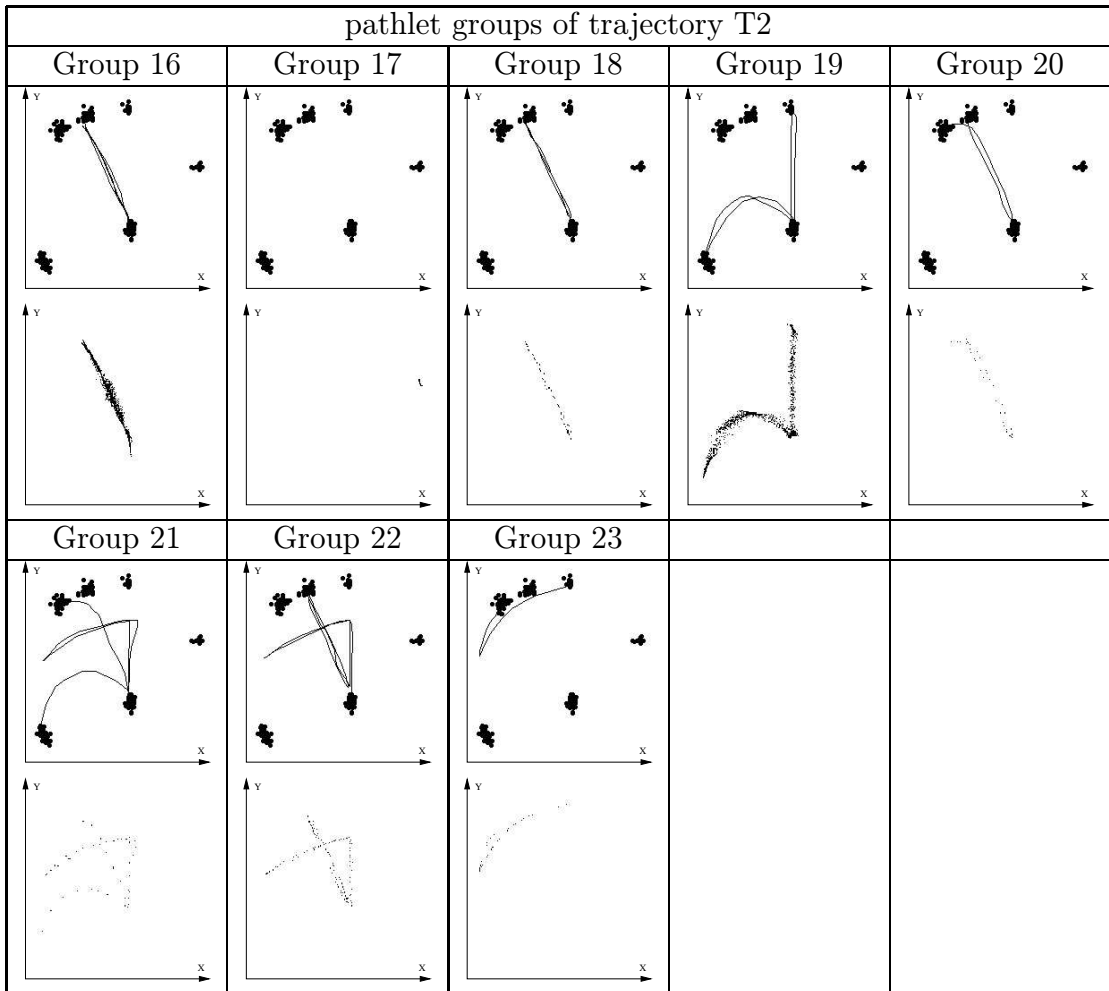 pathlet groups of trajectory T2
Group 16 Group 17 Group 18 Group 19 Group 20
Y Y Y Y Y
X X X X X
Y Y Y Y Y
X X X X X
Group 21 Group 22 Group 23
Y Y Y
X X X
Y Y Y
X X X